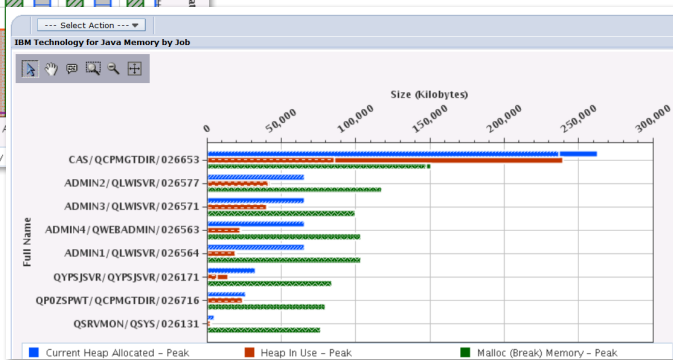 --- Select Action ---
IBM Technology for Java Memory by Job
Size (Kilobytes)
0 50,000 100,000 150,000 200,000 250,000 300,000
Full Name
CAS/QCPMGTDIR/026653
ADMIN2/QLWISVR/026577
ADMIN3/QLWISVR/026571
ADMIN4/QWEBADMIN/026563
ADMIN1/QLWISVR/026564
QYPSJSVR/QYPSJSVR/026171
QP0ZSPWT/QCPMGTDIR/026716
QSRVMON/QSYS/026131
Current Heap Allocated - Peak Heap In Use - Peak Malloc (Break) Memory - Peak